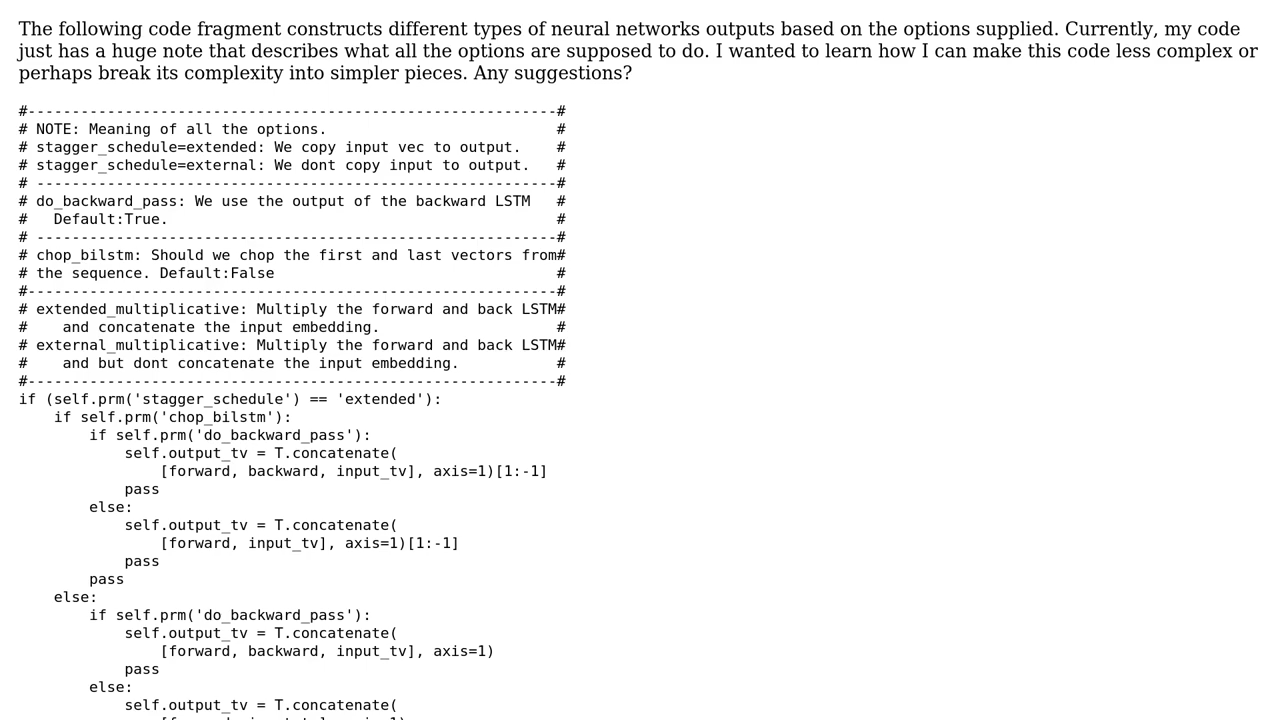 The following code fragment constructs different types of neural networks outputs based on the options supplied. Currently, my code
just has a huge note that describes what all the options are supposed to do. I wanted to learn how I can make this code less complex or
perhaps break its complexity into simpler pieces. Any suggestions?
#------------------------------------------------------------#
# NOTE: Meaning of all the options.                          #
# stagger_schedule=extended: We copy input vec to output.    #
# stagger_schedule=external: We dont copy input to output.   #
# -----------------------------------------------------------#
# do_backward_pass: We use the output of the backward LSTM   #
#   Default:True.                                            #
# -----------------------------------------------------------#
# chop_bilstm: Should we chop the first and last vectors from#
# the sequence. Default:False                                #
#------------------------------------------------------------#
# extended_multiplicative: Multiply the forward and back LSTM#
#    and concatenate the input embedding.                    #
# external_multiplicative: Multiply the forward and back LSTM#
#    and but dont concatenate the input embedding.           #
#------------------------------------------------------------#
if (self.prm('stagger_schedule') == 'extended'):
    if self.prm('chop_bilstm'):
        if self.prm('do_backward_pass'):
            self.output_tv = T.concatenate(
                [forward, backward, input_tv], axis=1)[1:-1]
            pass
        else:
            self.output_tv = T.concatenate(
                [forward, input_tv], axis=1)[1:-1]
            pass
        pass
    else:
        if self.prm('do_backward_pass'):
            self.output_tv = T.concatenate(
                [forward, backward, input_tv], axis=1)
            pass
        else:
            self.output_tv = T.concatenate(